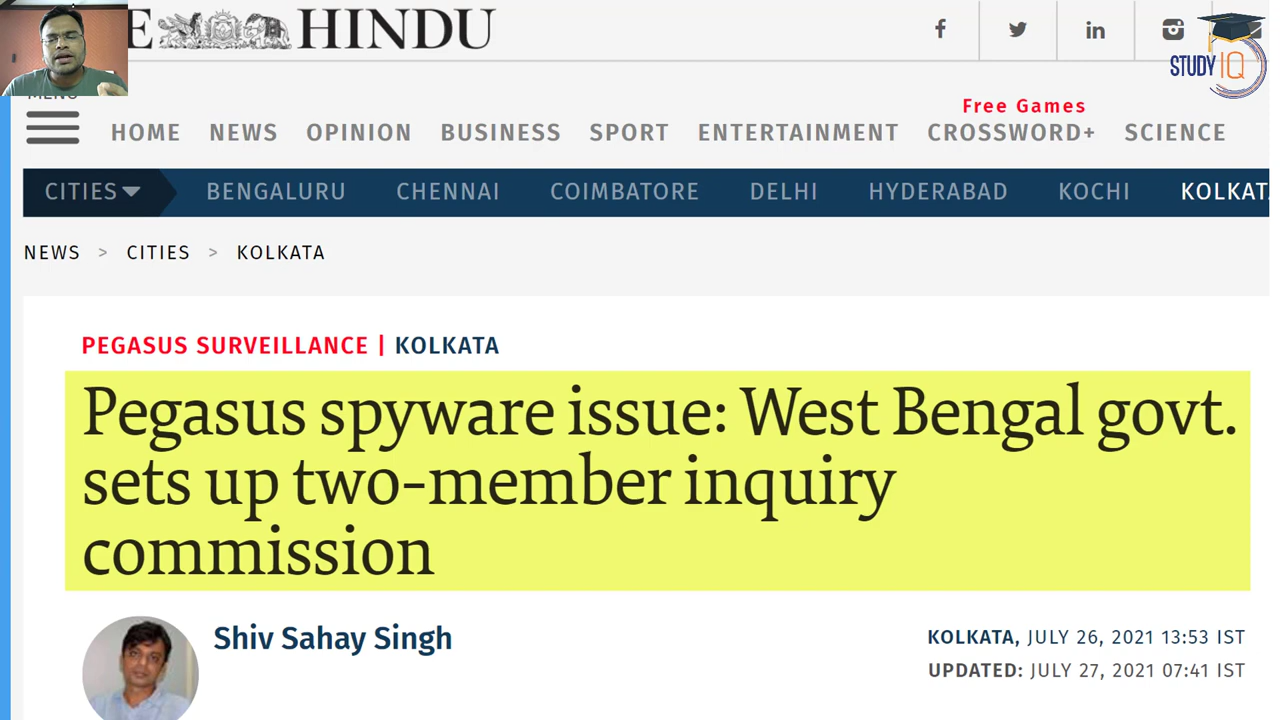 E HINDU
STUDY IQ
MENU
Free Games
HOME NEWS OPINION BUSINESS SPORT ENTERTAINMENT CROSSWORD+ SCIENCE
CITIES BENGALURU CHENNAI COIMBATORE DELHI HYDERABAD KOCHI KOLKAT
NEWS > CITIES > KOLKATA
PEGASUS SURVEILLANCE | KOLKATA
Pegasus spyware issue: West Bengal govt.
sets up two-member inquiry
commission
Shiv Sahay Singh
KOLKATA, JULY 26, 2021 13:53 IST
UPDATED: JULY 27, 2021 07:41 IST